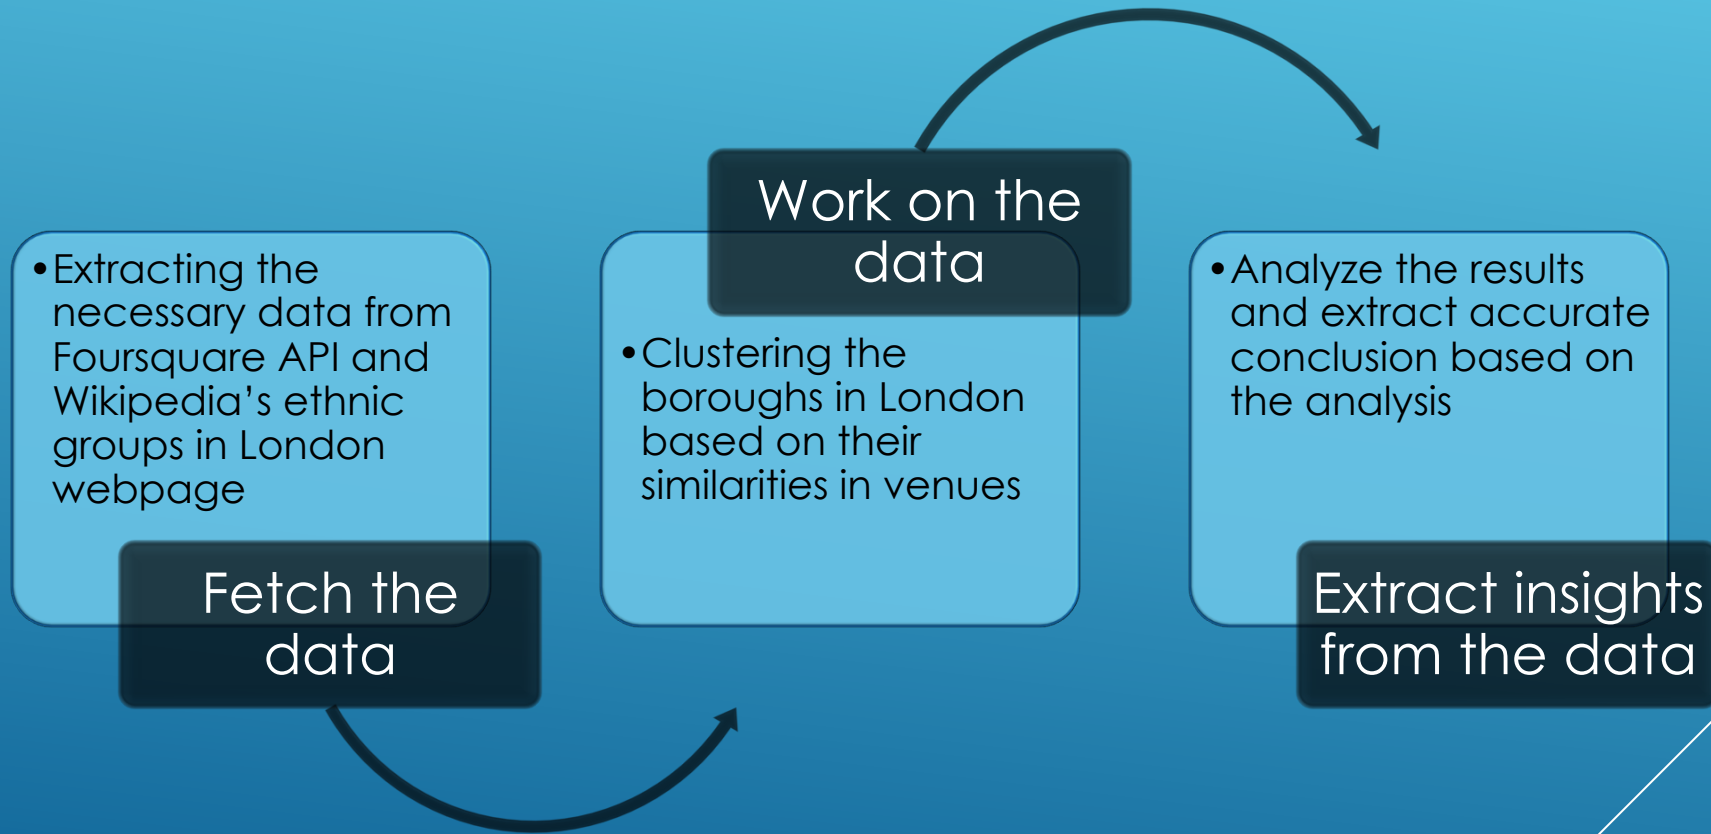 •Extracting the
necessary data from
Foursquare API and
Wikipedia’s ethnic
groups in London
webpage
Fetch the
data
Work on the
data
•Clustering the
boroughs in London
based on their
similarities in venues
•Analyze the results
and extract accurate
conclusion based on
the analysis
Extract insights
from the data